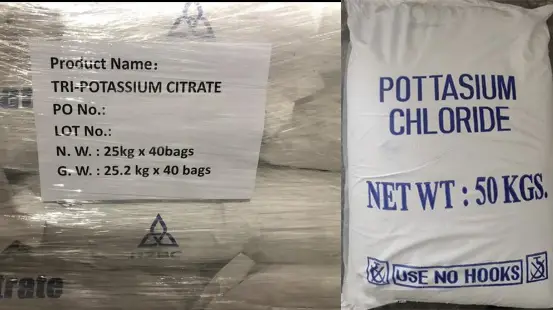 Product Name:
TRI-POTASSIUM CITRATE
PO No.:
LOT No.:
N. W. : 25kg x 40bags
G. W. : 25.2 kg x 40 bags
trate
POTTASIUM
CHLORIDE
NET WT : 50 KGS.
USE NO HOOKS